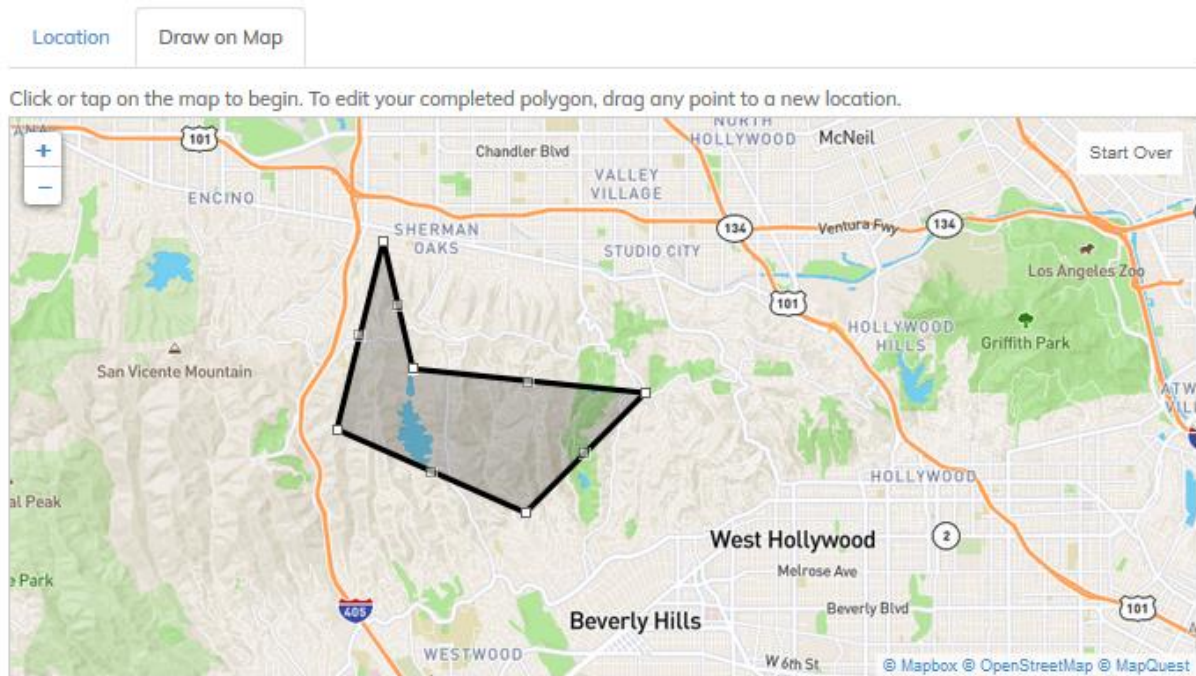 Location
Draw on Map
Click or tap on the map to begin. To edit your completed polygon, drag any point to a new location.
ANA
101
+
−
ENCINO
Chandler Blvd
NORTH
HOLLYWOOD
McNeil
Start Over
VALLEY
VILLAGE
SHERMAN
OAKS
STUDIO CITY
134
Ventura Fwy
134
Los Angeles Zoo
101
HOLLYWOOD
HILLS
Griffith Park
San Vicente Mountain
ATW
VIL
al Peak
HOLLYWOOD
West Hollywood
2
Melrose Ave
e Park
405
Beverly Hills
Beverly Blvd
101
WESTWOOD
W 6th St
© Mapbox © OpenStreetMap © MapQuest